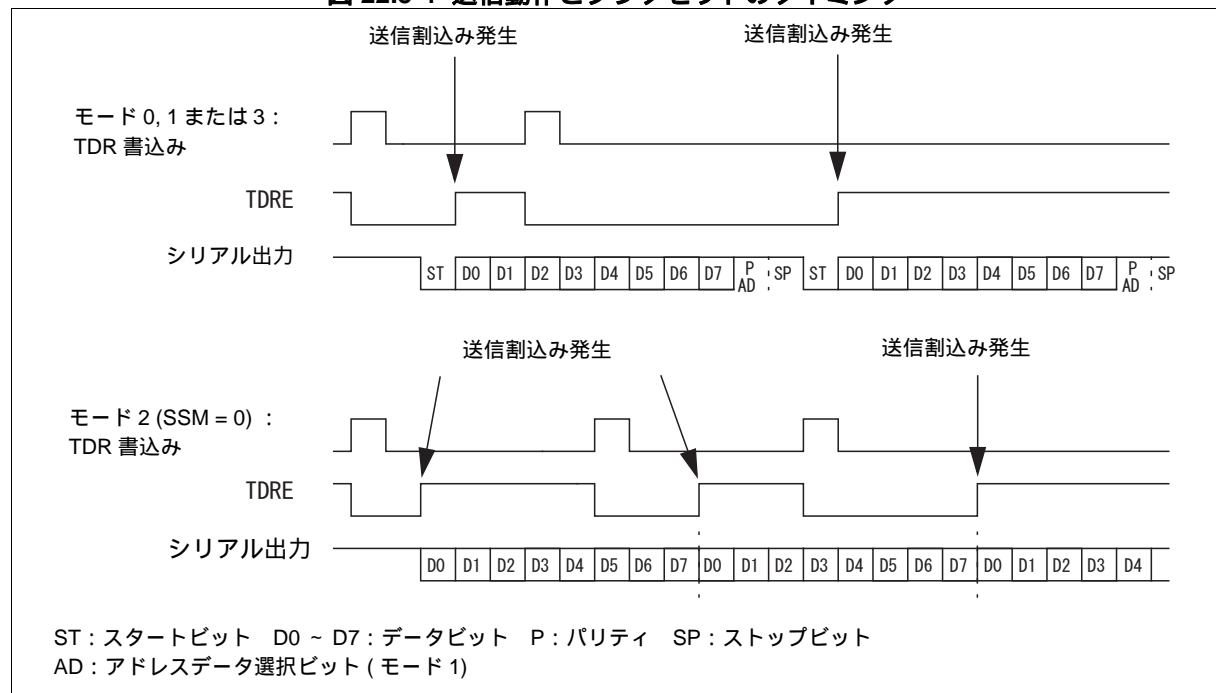 送信割込み発生 送信割込み発生
モード 0, 1 または 3 :
TDR 書込み
TDRE
シリアル出力
ST D0 D1 D2 D3 D4 D5 D6 D7 P AD SP ST D0 D1 D2 D3 D4 D5 D6 D7 P AD SP
送信割込み発生 送信割込み発生
モード 2 (SSM = 0) :
TDR 書込み
TDRE
シリアル出力
D0 D1 D2 D3 D4 D5 D6 D7 D0 D1 D2 D3 D4 D5 D6 D7 D0 D1 D2 D3 D4
ST : スタートビット D0 ~ D7 : データビット P : パリティ SP : ストップビット
AD : アドレスデータ選択ビット ( モード 1)